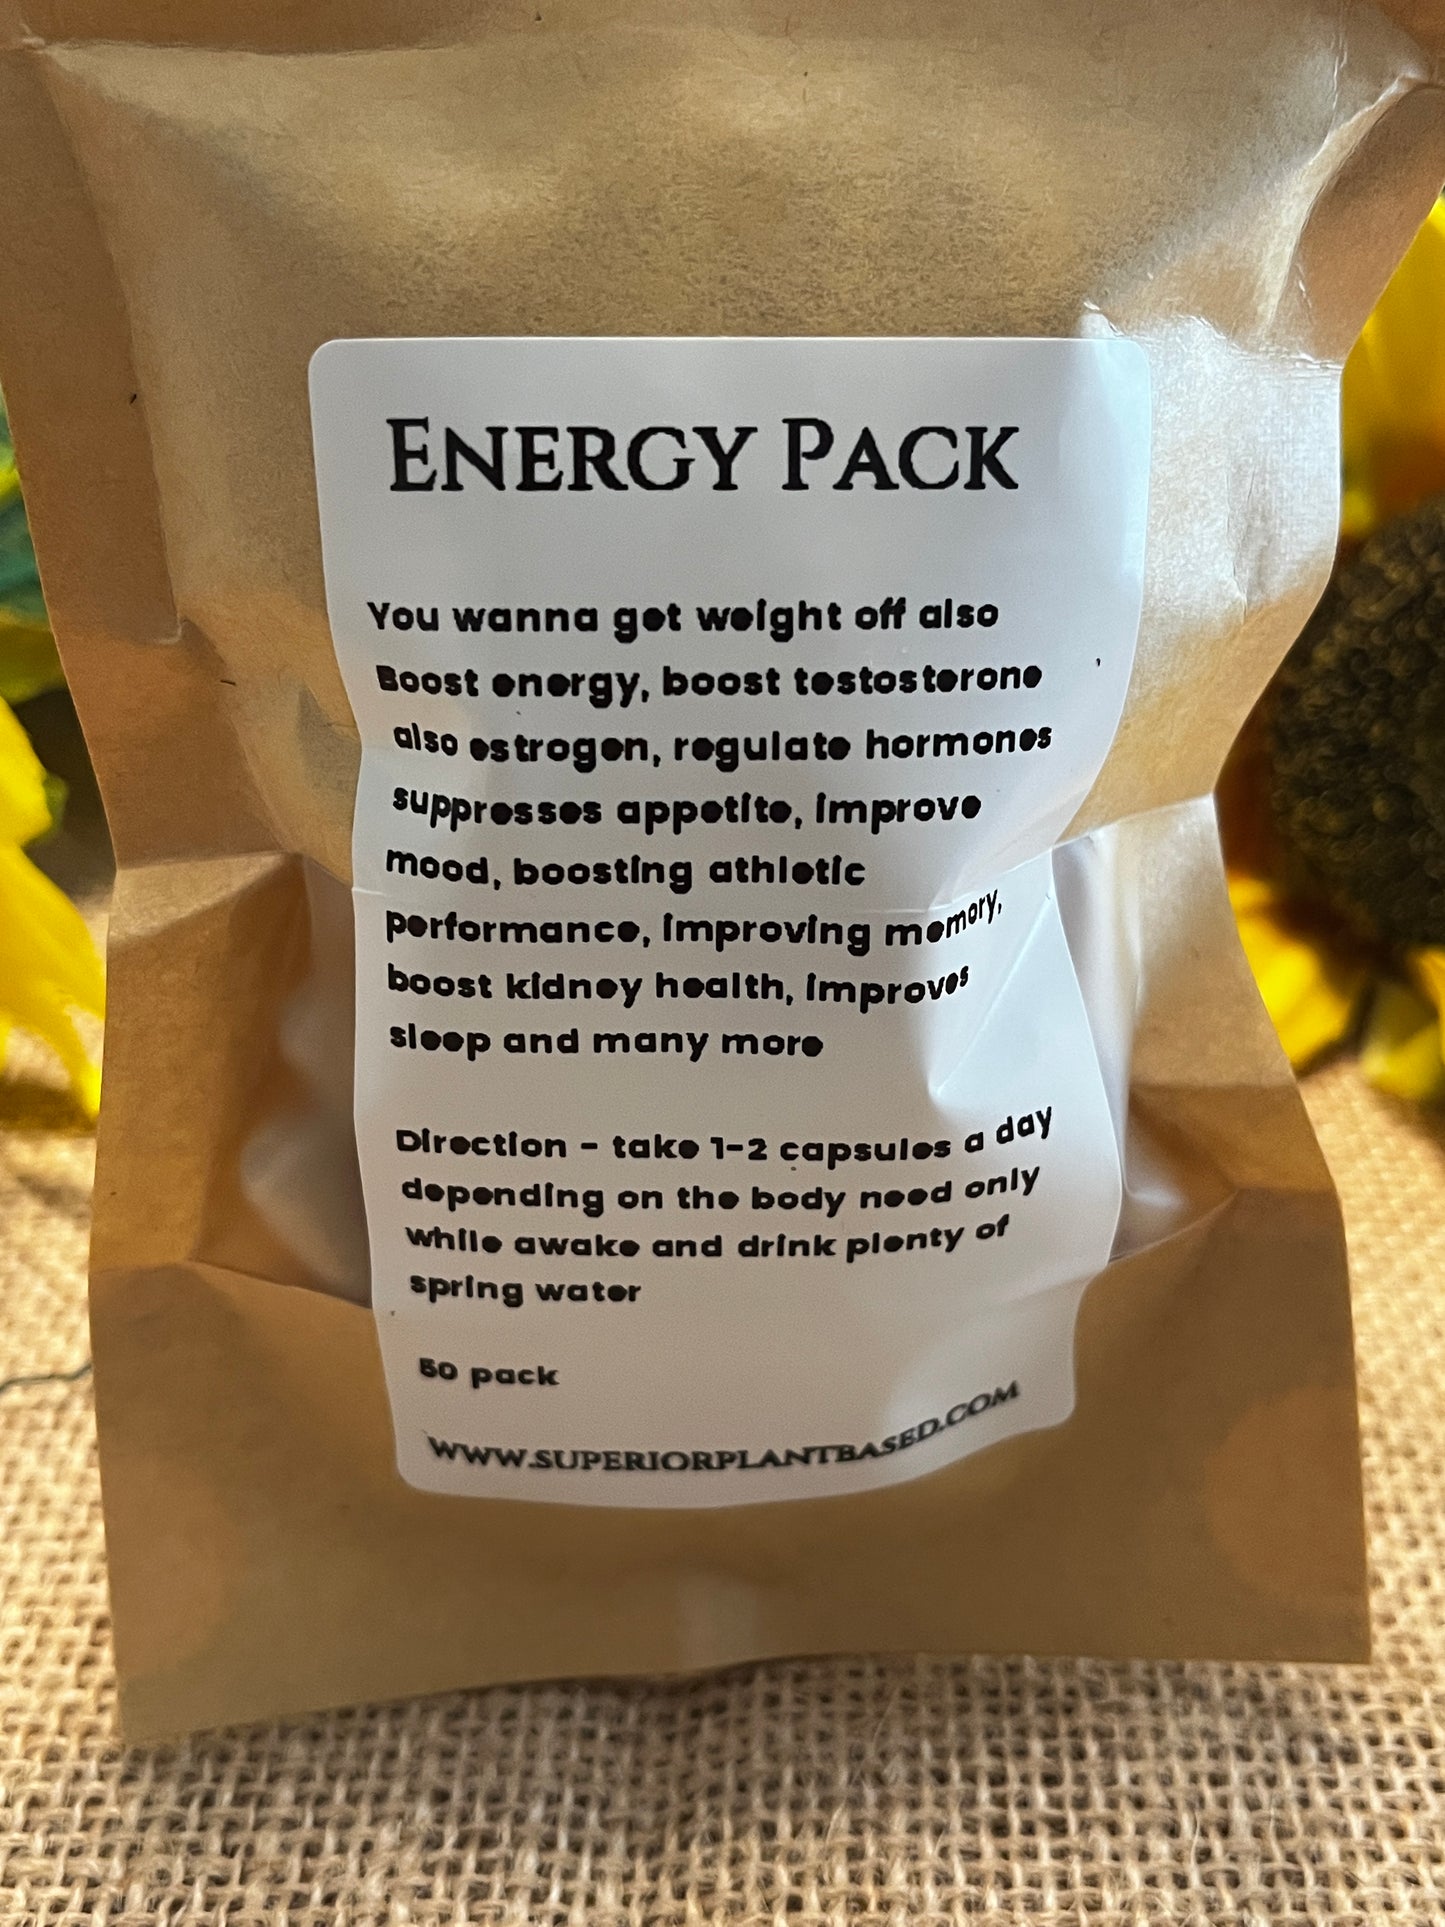 ENERGY PACK
You wanna get weight off also
Boost energy, boost testosterone
also estrogen, regulate hormones
suppresses appetite, improve
mood, boosting athletic
performance, improving memory,
boost kidney health, improves
sleep and many more
Direction - take 1-2 capsules a day
depending on the body need only
while awake and drink plenty of
spring water
50 pack
WWW.SUPERIORPLANTBASED.COM